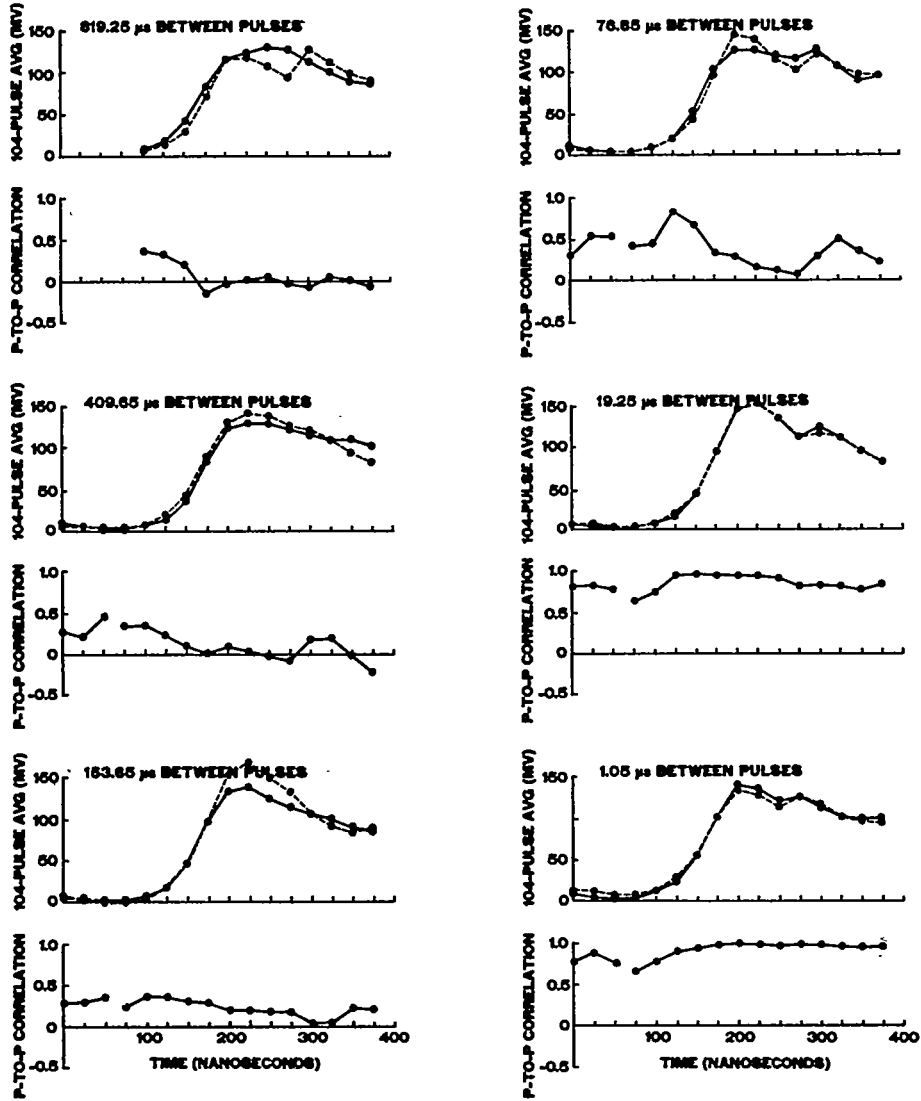 819.25 µs BETWEEN PULSES
104-PULSE AVG (MV)
150
100
50
0
P-TO-P CORRELATION
1.0
0.5
0
-0.5
409.65 µs BETWEEN PULSES
104-PULSE AVG (MV)
150
100
50
0
P-TO-P CORRELATION
1.0
0.5
0
-0.5
153.65 µs BETWEEN PULSES
104-PULSE AVG (MV)
150
100
50
0
P-TO-P CORRELATION
1.0
0.5
0
-0.5
100
200
300
400
TIME (NANOSECONDS)
76.85 µs BETWEEN PULSES
104-PULSE AVG (MV)
150
100
50
0
P-TO-P CORRELATION
1.0
0.5
0
-0.5
19.25 µs BETWEEN PULSES
104-PULSE AVG (MV)
150
100
50
0
P-TO-P CORRELATION
1.0
0.5
0
-0.5
1.05 µs BETWEEN PULSES
104-PULSE AVG (MV)
150
100
50
0
P-TO-P CORRELATION
1.0
0.5
0
-0.5
100
200
300
400
TIME (NANOSECONDS)